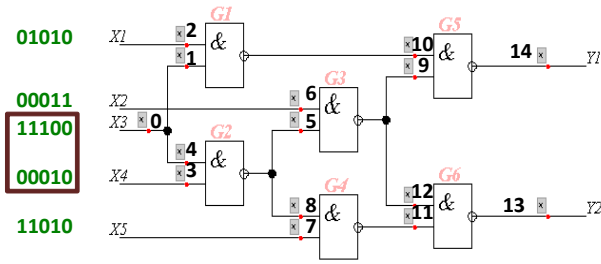 G1 G5
01010 X1 x 2 & x 10 & 14 x Y1
x 1 x 9
G3
00011 X2 x 6 &
11100 X3 x 0 G2 x 5
x 4 &
00010 X4 x 3 G4 G6
x 8 & x 12 & 13 x Y2
11010 X5 x 7 x 11